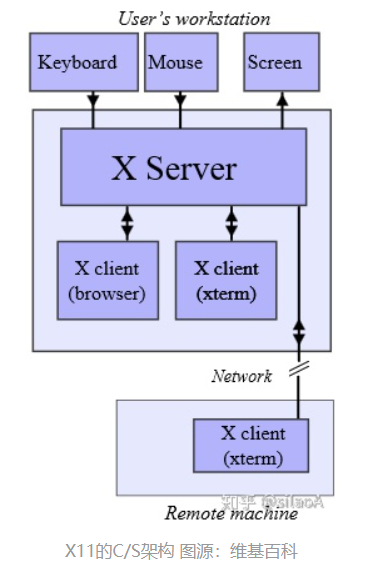 User's workstation
Keyboard
Mouse
Screen
X Server
X client
(browser)
X client
(xterm)
Network
X client
(xterm)
知乎 @silaoA
Remote machine
X11的C/S架构 图源：维基百科